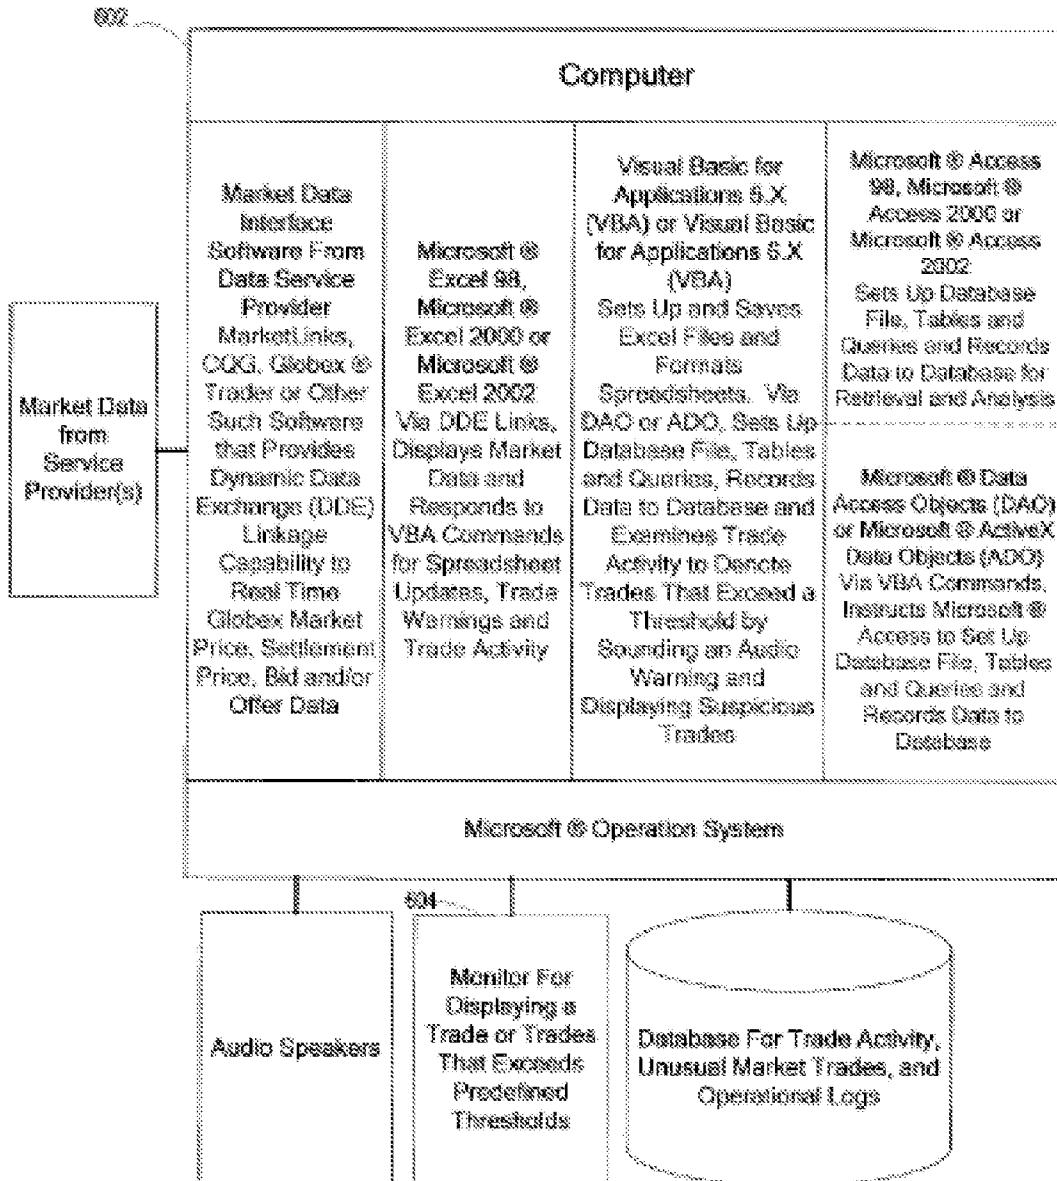 602
Computer
Market Data
from
Service
Provider(s)
Market Data
Interface
Software From
Data Service
Provider
MarketLinks,
CQG, Globex ®
Trader or Other
Such Software
that Provides
Dynamic Data
Exchange (DDE)
Linkage
Capability to
Real Time
Globex Market
Price, Settlement
Price, Bid and/or
Offer Data
Microsoft ®
Excel 98,
Microsoft ®
Excel 2000 or
Microsoft ®
Excel 2002
Via DDE Links,
Displays Market
Data and
Responds to
VBA Commands
for Spreadsheet
Updates, Trade
Warnings and
Trade Activity
Visual Basic for
Applications 5.X
(VBA) or Visual Basic
for Applications 6.X
(VBA)
Sets Up and Saves
Excel Files and
Formats
Spreadsheets. Via
DAO or ADO, Sets Up
Database File, Tables
and Queries, Records
Data to Database and
Examines Trade
Activity to Denote
Trades That Exceed a
Threshold by
Sounding an Audio
Warning and
Displaying Suspicious
Trades
Microsoft ® Access
98, Microsoft ®
Access 2000 or
Microsoft ® Access
2002
Sets Up Database
File, Tables and
Queries and Records
Data to Database for
Retrieval and Analysis
Microsoft ® Data
Access Objects (DAO)
or Microsoft ® ActiveX
Data Objects (ADO)
Via VBA Commands,
Instructs Microsoft ®
Access to Set Up
Database File, Tables
and Queries and
Records Data to
Database
Microsoft ® Operation System
604
Audio Speakers
Monitor For
Displaying a
Trade or Trades
That Exceeds
Predefined
Thresholds
Database For Trade Activity,
Unusual Market Trades, and
Operational Logs